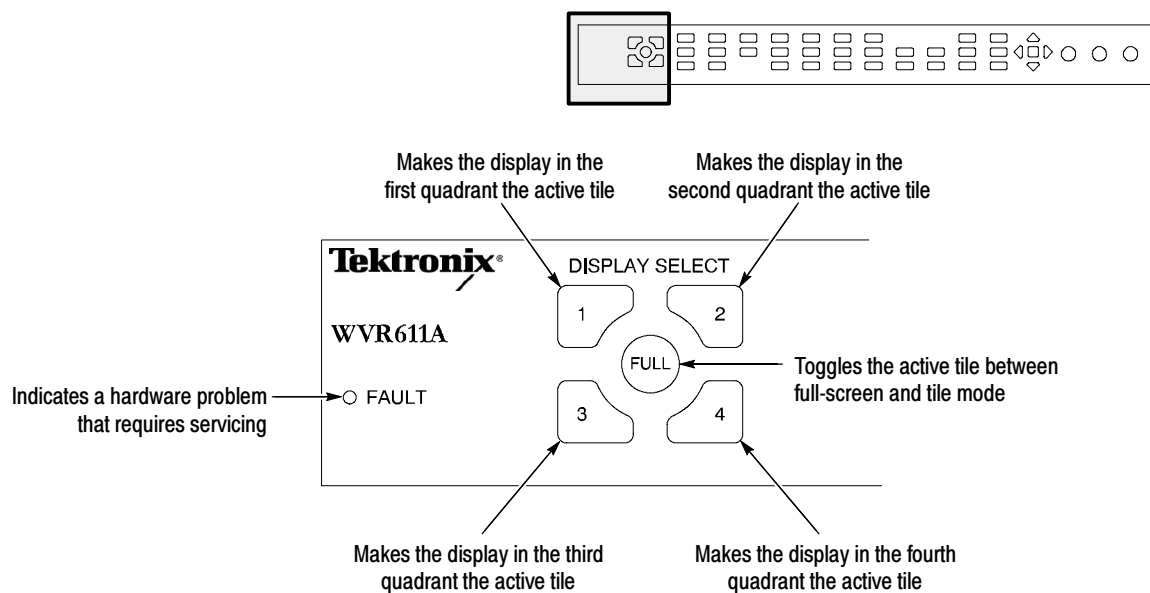 Makes the display in the
first quadrant the active tile
Makes the display in the
second quadrant the active tile
Tektronix®
DISPLAY SELECT
1
2
WVR611A
FULL
Toggles the active tile between
full-screen and tile mode
Indicates a hardware problem
that requires servicing
FAULT
3
4
Makes the display in the third
quadrant the active tile
Makes the display in the fourth
quadrant the active tile